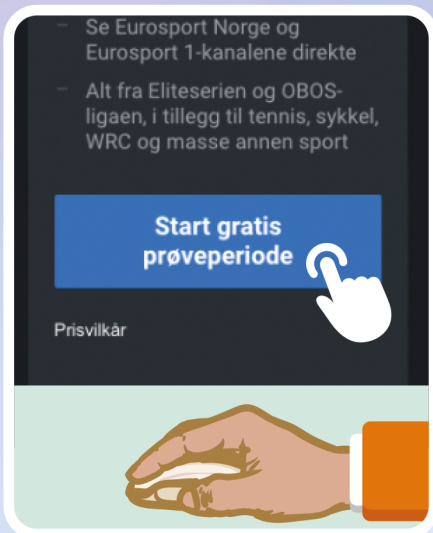 – Se Eurosport Norge og
Eurosport 1-kanalene direkte
– Alt fra Eliteserien og OBOS-
ligaen, i tillegg til tennis, sykkel,
WRC og masse annen sport
Start gratis
prøveperiode
Prisvilkår